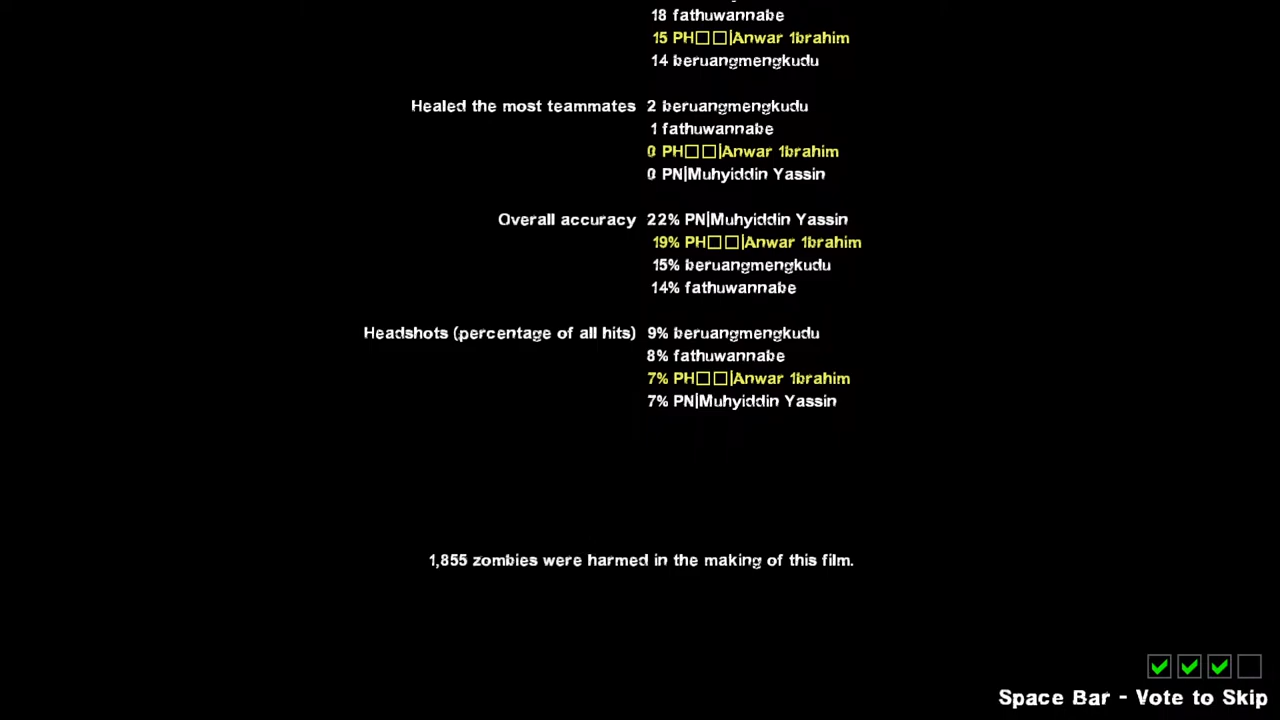 18 fathuwannabe
15 PH□□|Anwar 1brahim
14 beruangmengkudu
Healed the most teammates 2 beruangmengkudu
1 fathuwannabe
0 PH□□|Anwar 1brahim
0 PN|Muhyiddin Yassin
Overall accuracy 22% PN|Muhyiddin Yassin
19% PH□□|Anwar 1brahim
15% beruangmengkudu
14% fathuwannabe
Headshots (percentage of all hits) 9% beruangmengkudu
8% fathuwannabe
7% PH□□|Anwar 1brahim
7% PN|Muhyiddin Yassin
1,855 zombies were harmed in the making of this film.
Space Bar - Vote to Skip